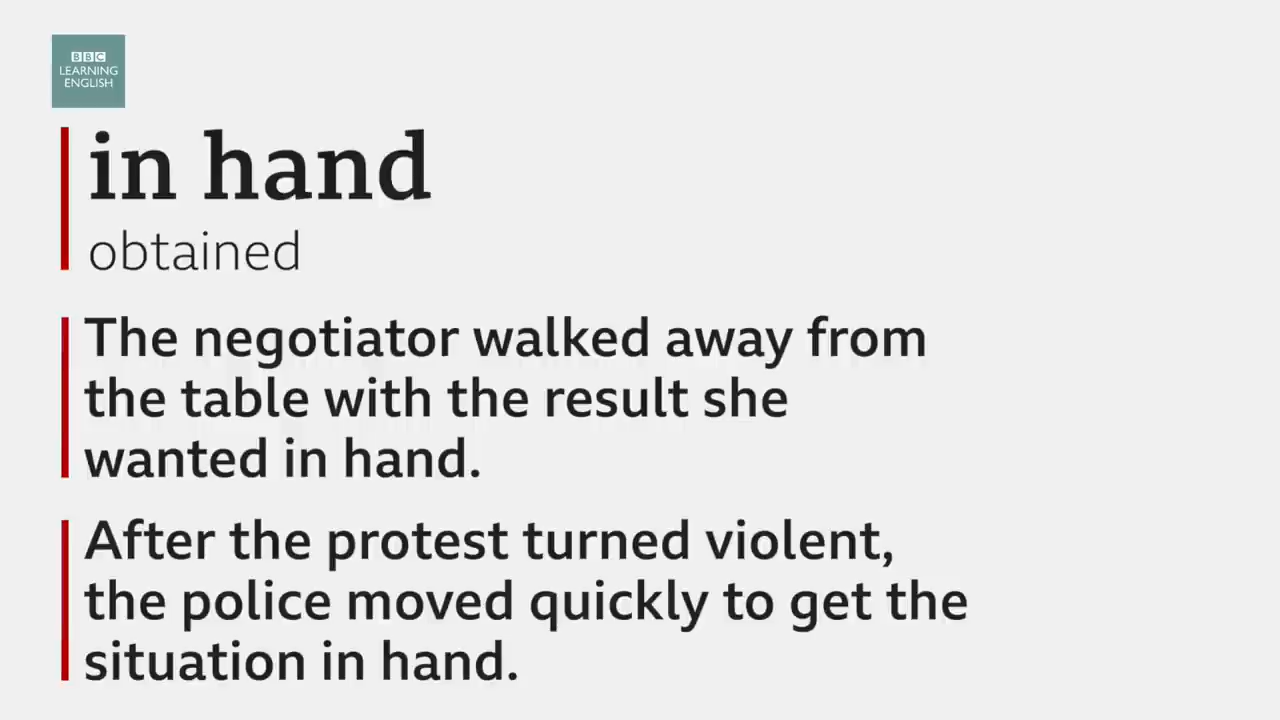 BBC
LEARNING
ENGLISH
in hand
obtained
The negotiator walked away from
the table with the result she
wanted in hand.
After the protest turned violent,
the police moved quickly to get the
situation in hand.